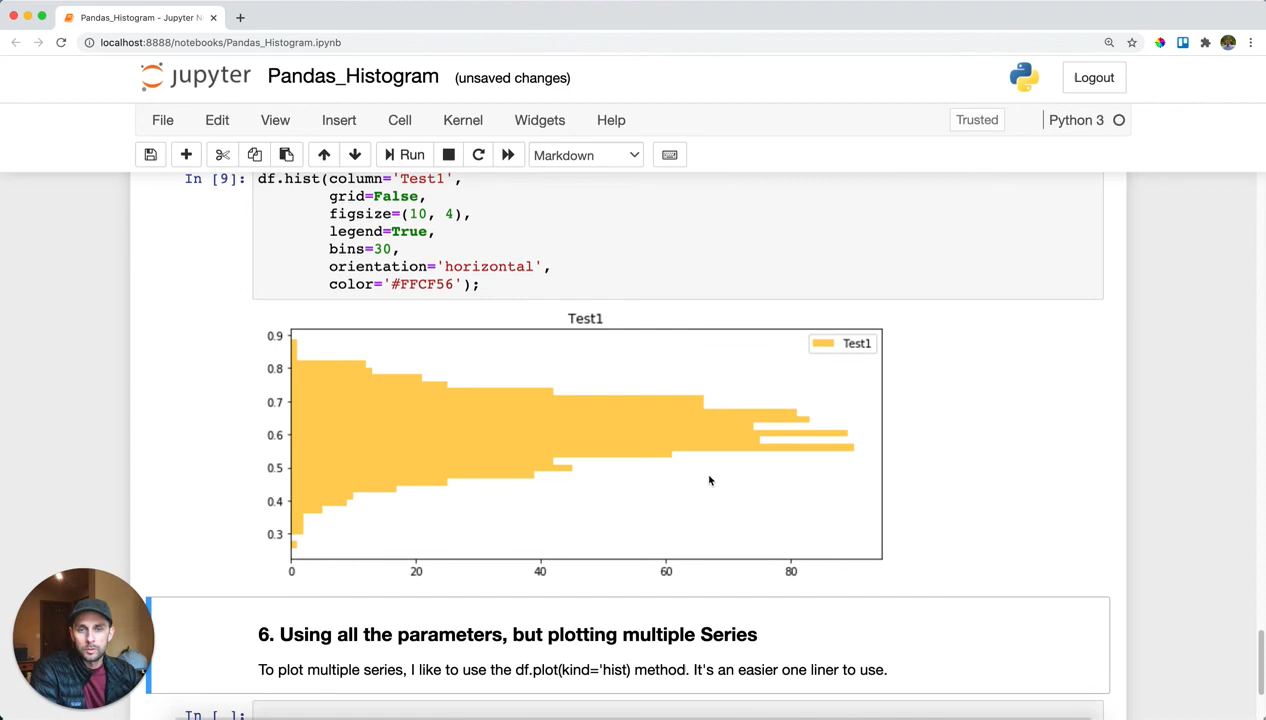 Pandas_Histogram - Jupyter N
localhost:8888/notebooks/Pandas_Histogram.ipynb
jupyter Pandas_Histogram (unsaved changes)
Logout
File Edit View Insert Cell Kernel Widgets Help
Trusted
Python 3
Run
Markdown
In [9]: df.hist(column='Test1',
grid=False,
figsize=(10, 4),
legend=True,
bins=30,
orientation='horizontal',
color='#FFCF56');
Test1
Test1
0.9
0.8
0.7
0.6
0.5
0.4
0.3
0 20 40 60 80
6. Using all the parameters, but plotting multiple Series
To plot multiple series, I like to use the df.plot(kind='hist) method. It's an easier one liner to use.
In [ ]: